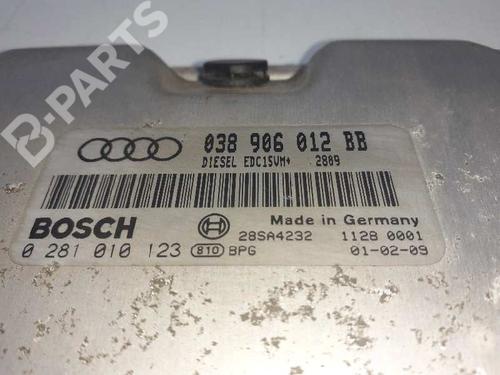 B-PARTS
038 906 012 BB
DIESEL EDC15VM+ 2889
BOSCH
Made in Germany
28SA4232 1128 0001
0 281 010 123 810 BPG 01-02-09